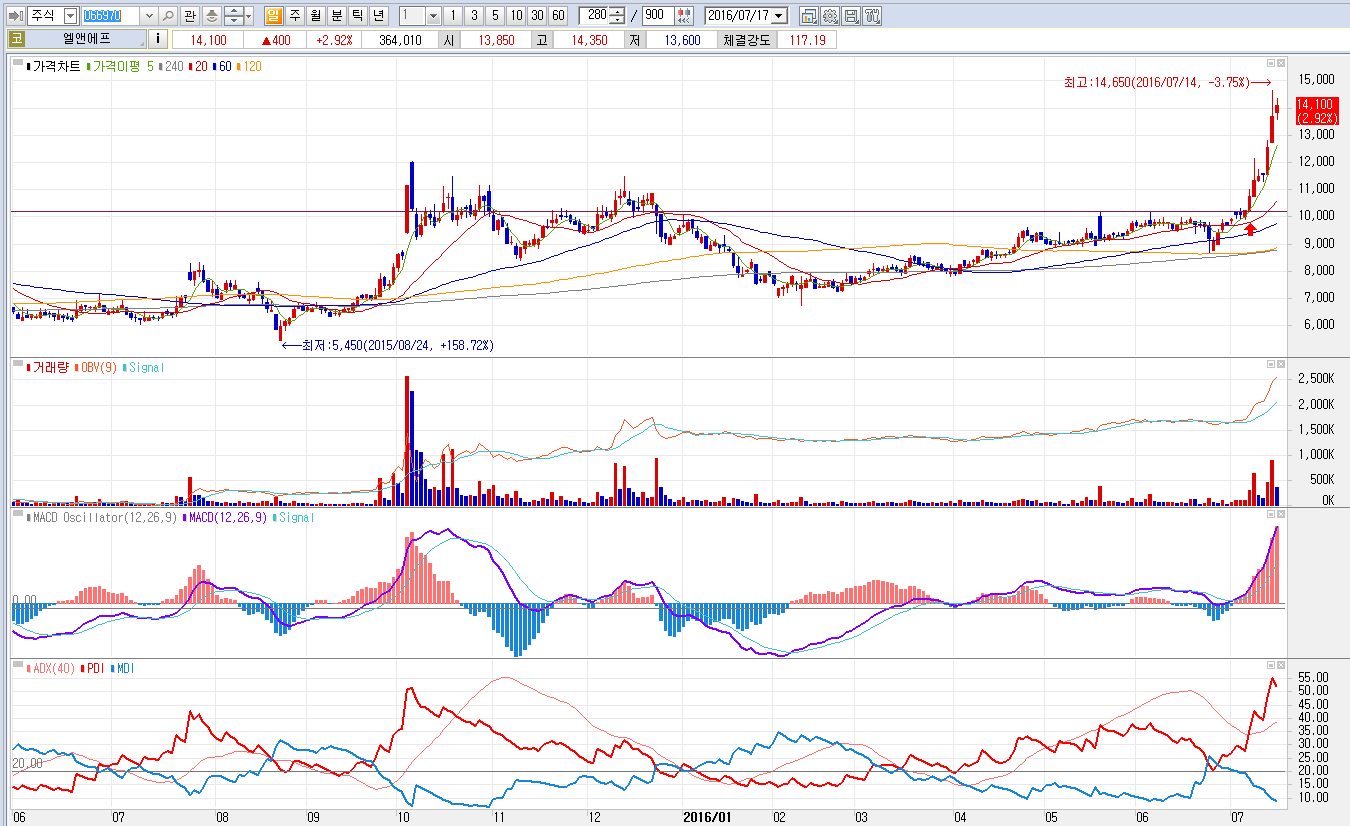 주식 066970 관 일 주 월 분 틱 년 1 1 3 5 10 20 30 60 280 / 900 2016/07/17
코 엘앤에프 i 14,100 ▲400 +2.92% 364,010 시 13,850 고 14,350 저 13,600 체결강도 117.19
가격차트 가격이평 5 240 20 60 120
최고:14,650(2016/07/14, -3.75%)
15,000
14,100
(2.92%)
13,000
12,000
11,000
10,000
9,000
8,000
7,000
6,000
최저:5,450(2015/08/24, +158.72%)
거래량 OBV(9) Signal
2,500K
2,000K
1,500K
1,000K
500K
0K
MACD Oscillator(12,26,9) MACD(12,26,9) Signal
0.00
ADX(40) PDI MDI
55.00
50.00
45.00
40.00
35.00
30.00
25.00
20.00
20.00
15.00
10.00
06 07 08 09 10 11 12 2016/01 02 03 04 05 06 07